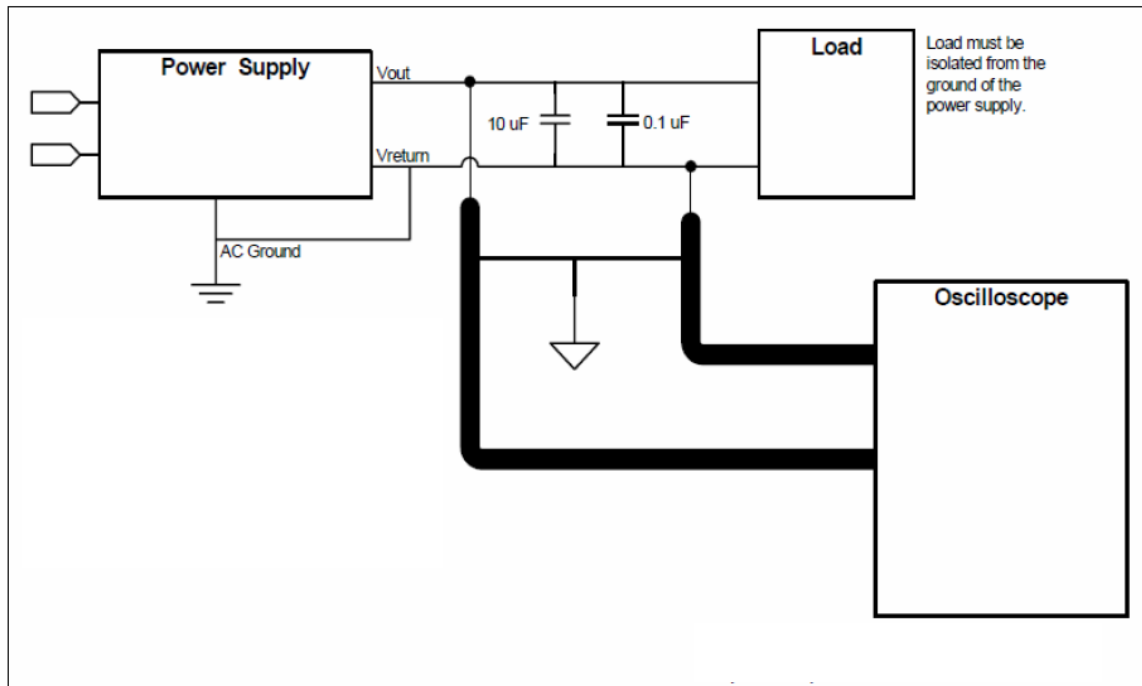 Power Supply
Vout
Vreturn
AC Ground
10 uF
0.1 uF
Load
Load must be
isolated from the
ground of the
power supply.
Oscilloscope